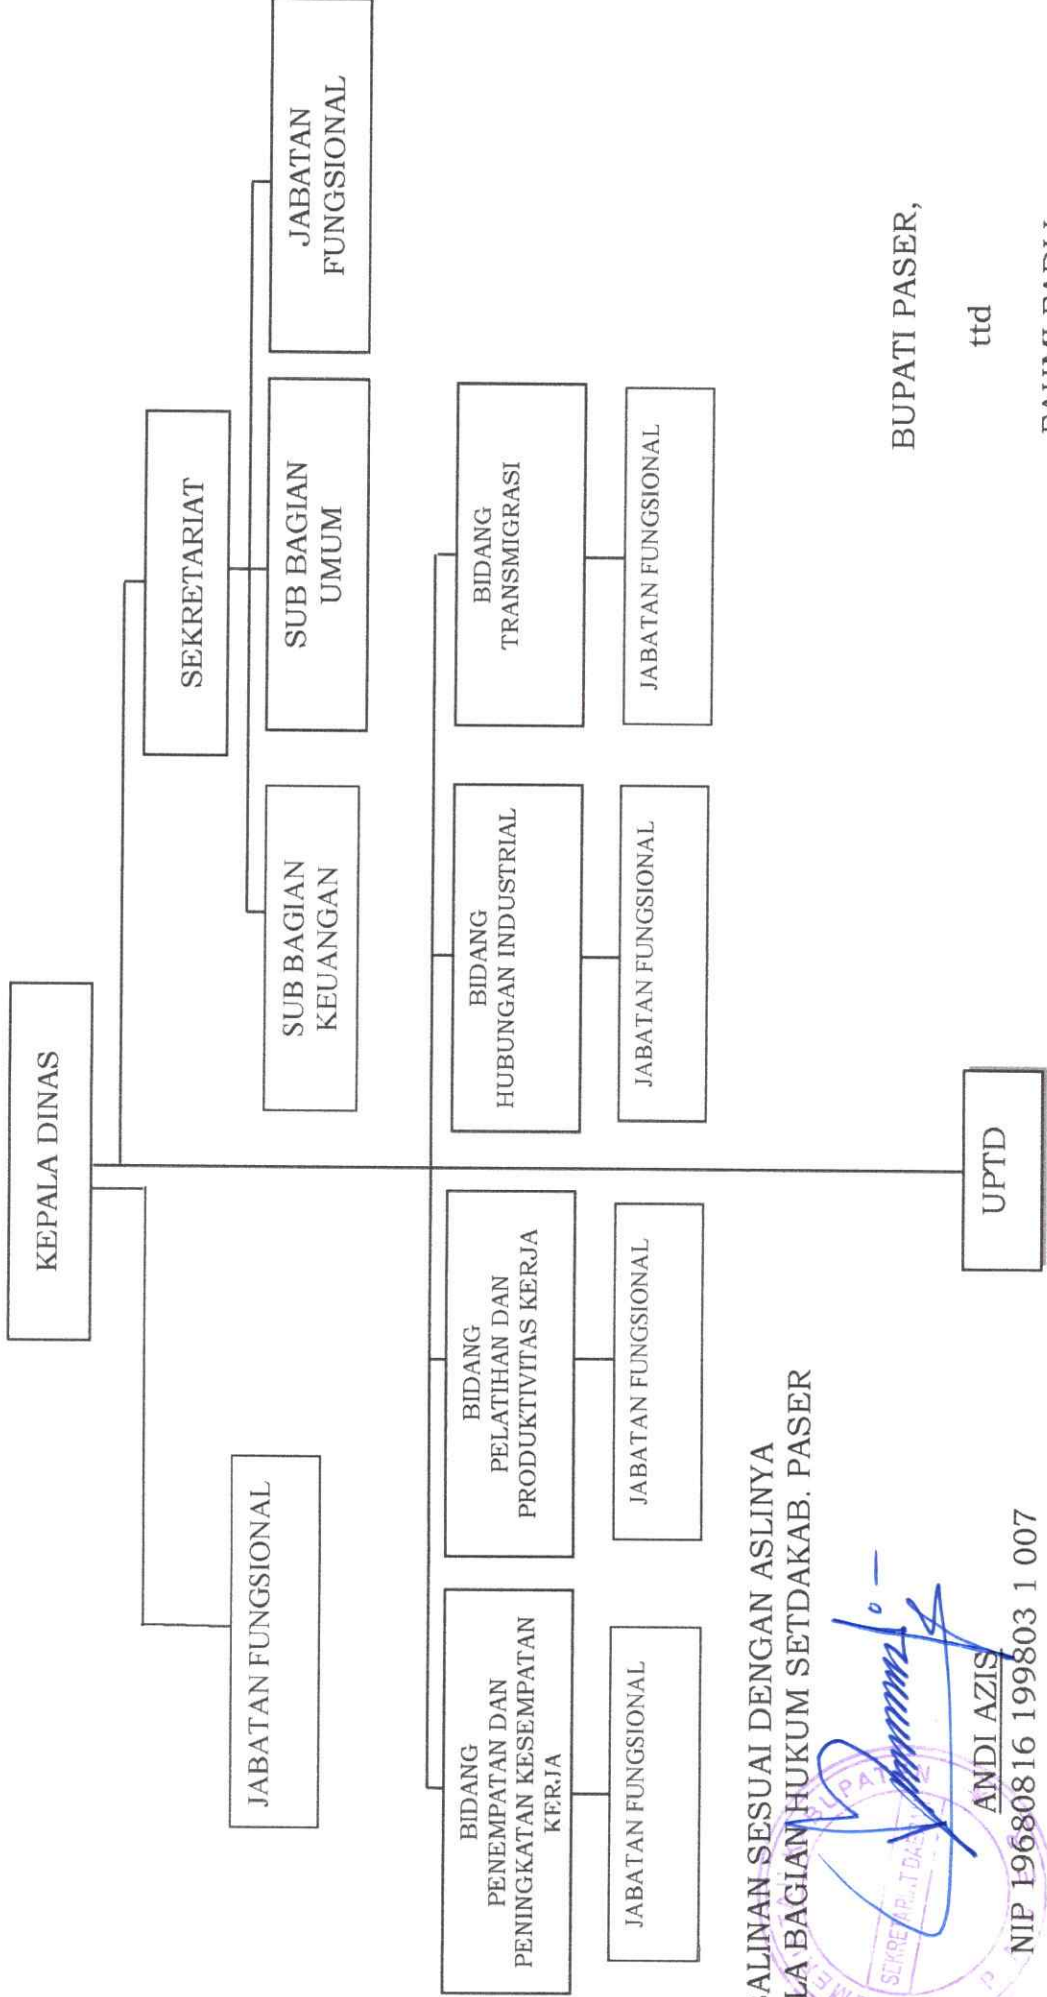 KEPALA DINAS
SEKRETARIAT
JABATAN FUNGSIONAL
SUB BAGIAN
KEUANGAN
SUB BAGIAN
UMUM
JABATAN
FUNGSIONAL
BIDANG
PENEMPATAN DAN
PENINGKATAN KESEMPATAN
KERJA
BIDANG
PELATIHAN DAN
PRODUKTIVITAS KERJA
BIDANG
HUBUNGAN INDUSTRIAL
BIDANG
TRANSMIGRASI
JABATAN FUNGSIONAL
JABATAN FUNGSIONAL
JABATAN FUNGSIONAL
JABATAN FUNGSIONAL
UPTD
BUPATI PASER,
ttd
ALINAN SESUAI DENGAN ASLINYA
LA BAGIAN HUKUM SETDAKAB. PASER
ANDI AZIS
NIP 19680816 199803 1 007